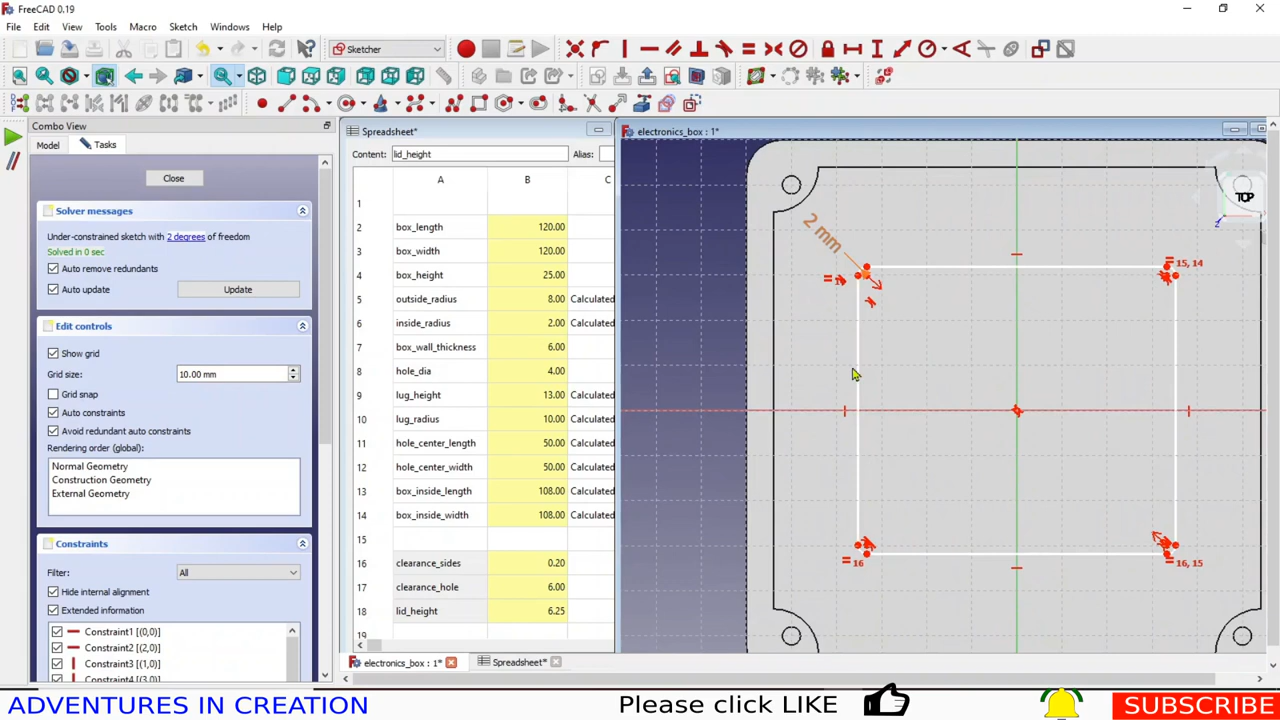 FreeCAD 0.19
File Edit View Tools Macro Sketch Windows Help
Sketcher
Combo View
Model Tasks
Close
Solver messages
Under-constrained sketch with 2 degrees of freedom
Solved in 0 sec
Auto remove redundants
Auto update Update
Edit controls
Show grid
Grid size: 10.00 mm
Grid snap
Auto constraints
Avoid redundant auto constraints
Rendering order (global):
Normal Geometry
Construction Geometry
External Geometry
Constraints
Filter: All
Hide internal alignment
Extended information
Constraint1 [(0,0)]
Constraint2 [(2,0)]
Constraint3 [(1,0)]
Constraint4 [(3,0)]
Spreadsheet*
Content: lid_height Alias:
A B C
1
2 box_length 120.00
3 box_width 120.00
4 box_height 25.00
5 outside_radius 8.00 Calculated
6 inside_radius 2.00 Calculated
7 box_wall_thickness 6.00
8 hole_dia 4.00
9 lug_height 13.00 Calculated
10 lug_radius 10.00 Calculated
11 hole_center_length 50.00 Calculated
12 hole_center_width 50.00 Calculated
13 box_inside_length 108.00 Calculated
14 box_inside_width 108.00 Calculated
15
16 clearance_sides 0.20
17 clearance_hole 6.00
18 lid_height 6.25
19
electronics_box : 1* Spreadsheet*
electronics_box : 1*
TOP
Z
2 mm
= 15, 14
= 16
= 16, 15
ADVENTURES IN CREATION
Please click LIKE
SUBSCRIBE